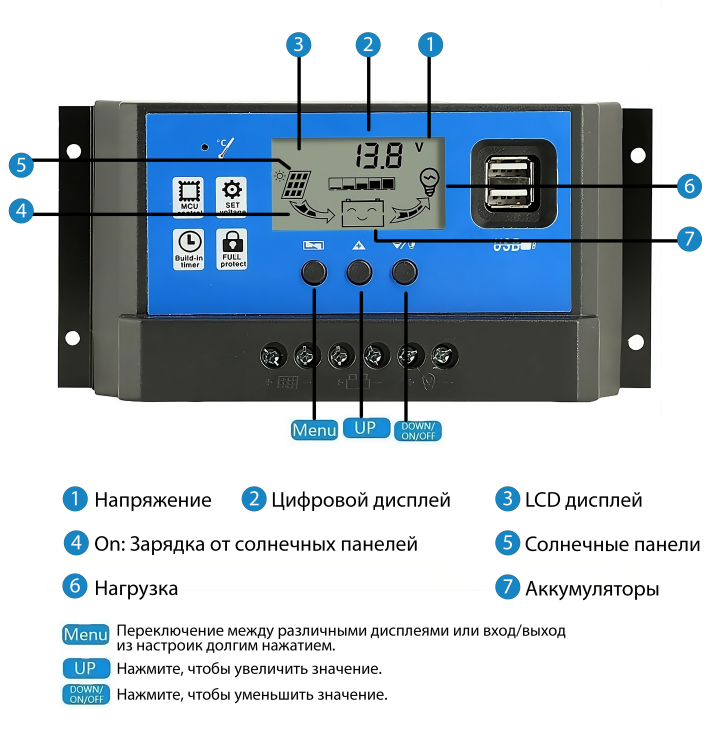 3 2 1
°C
13.8 V
5
MCU
control
SET
6
4
7
Build-in
timer
FULL
protect
USB
Menu UP DOWN/
ON/OFF
1 Напряжение 2 Цифровой дисплей 3 LCD дисплей
4 On: Зарядка от солнечных панелей 5 Солнечные панели
6 Нагрузка 7 Аккумуляторы
Menu Переключение между различными дисплеями или вход/выход
из настроик долгим нажатием.
UP Нажмите, чтобы увеличить значение.
DOWN/
ON/OFF Нажмите, чтобы уменьшить значение.